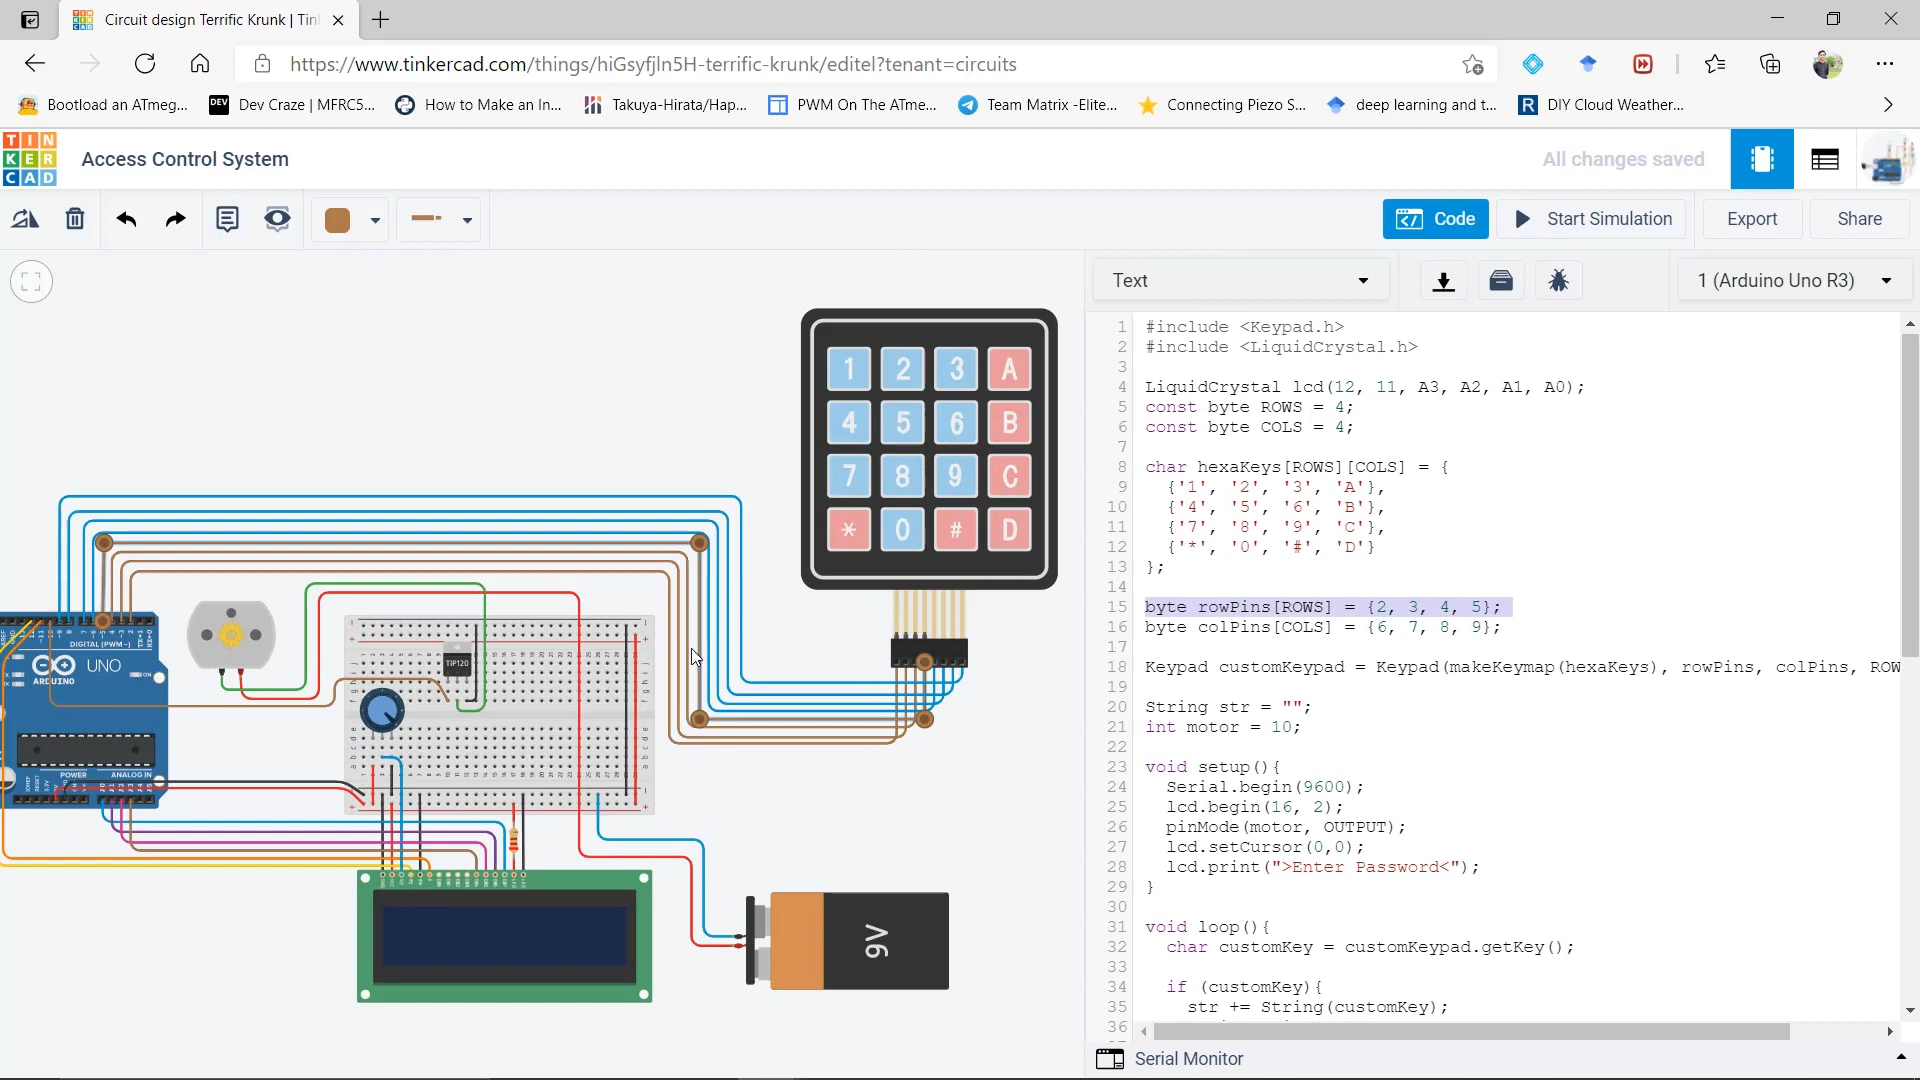 Circuit design Terrific Krunk | Tin
https://www.tinkercad.com/things/hiGsyfjln5H-terrific-krunk/editel?tenant=circuits
Bootload an ATmeg...
DEV
Dev Craze | MFRC5...
How to Make an In...
Takuya-Hirata/Hap...
PWM On The ATme...
Team Matrix -Elite...
Connecting Piezo S...
deep learning and t...
R
DIY Cloud Weather...
TIN
KER
CAD
Access Control System
All changes saved
Code
Start Simulation
Export
Share
Text
1 (Arduino Uno R3)
1 2 3 A
4 5 6 B
7 8 9 C
* 0 # D
DIGITAL (PWM~)
UNO
ARDUINO
POWER
ANALOG IN
TIP120
9V
1 #include <Keypad.h>
2 #include <LiquidCrystal.h>
3
4 LiquidCrystal lcd(12, 11, A3, A2, A1, A0);
5 const byte ROWS = 4;
6 const byte COLS = 4;
7
8 char hexaKeys[ROWS][COLS] = {
9 {'1', '2', '3', 'A'},
10 {'4', '5', '6', 'B'},
11 {'7', '8', '9', 'C'},
12 {'*', '0', '#', 'D'}
13 };
14
15 byte rowPins[ROWS] = {2, 3, 4, 5};
16 byte colPins[COLS] = {6, 7, 8, 9};
17
18 Keypad customKeypad = Keypad(makeKeymap(hexaKeys), rowPins, colPins, ROW
19
20 String str = "";
21 int motor = 10;
22
23 void setup(){
24 Serial.begin(9600);
25 lcd.begin(16, 2);
26 pinMode(motor, OUTPUT);
27 lcd.setCursor(0,0);
28 lcd.print(">Enter Password<");
29 }
30
31 void loop(){
32 char customKey = customKeypad.getKey();
33
34 if (customKey){
35 str += String(customKey);
36
Serial Monitor